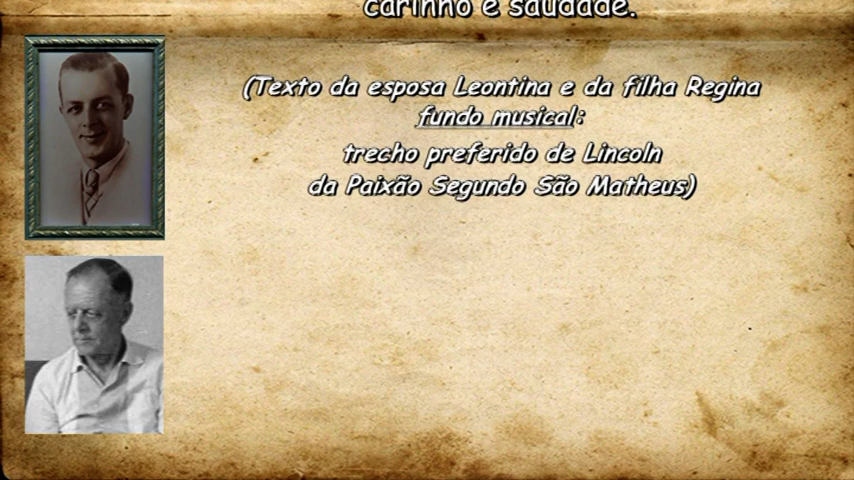 carinho e saudade.
(Texto da esposa Leontina e da filha Regina
fundo musical:
trecho preferido de Lincoln
da Paixão Segundo São Matheus)